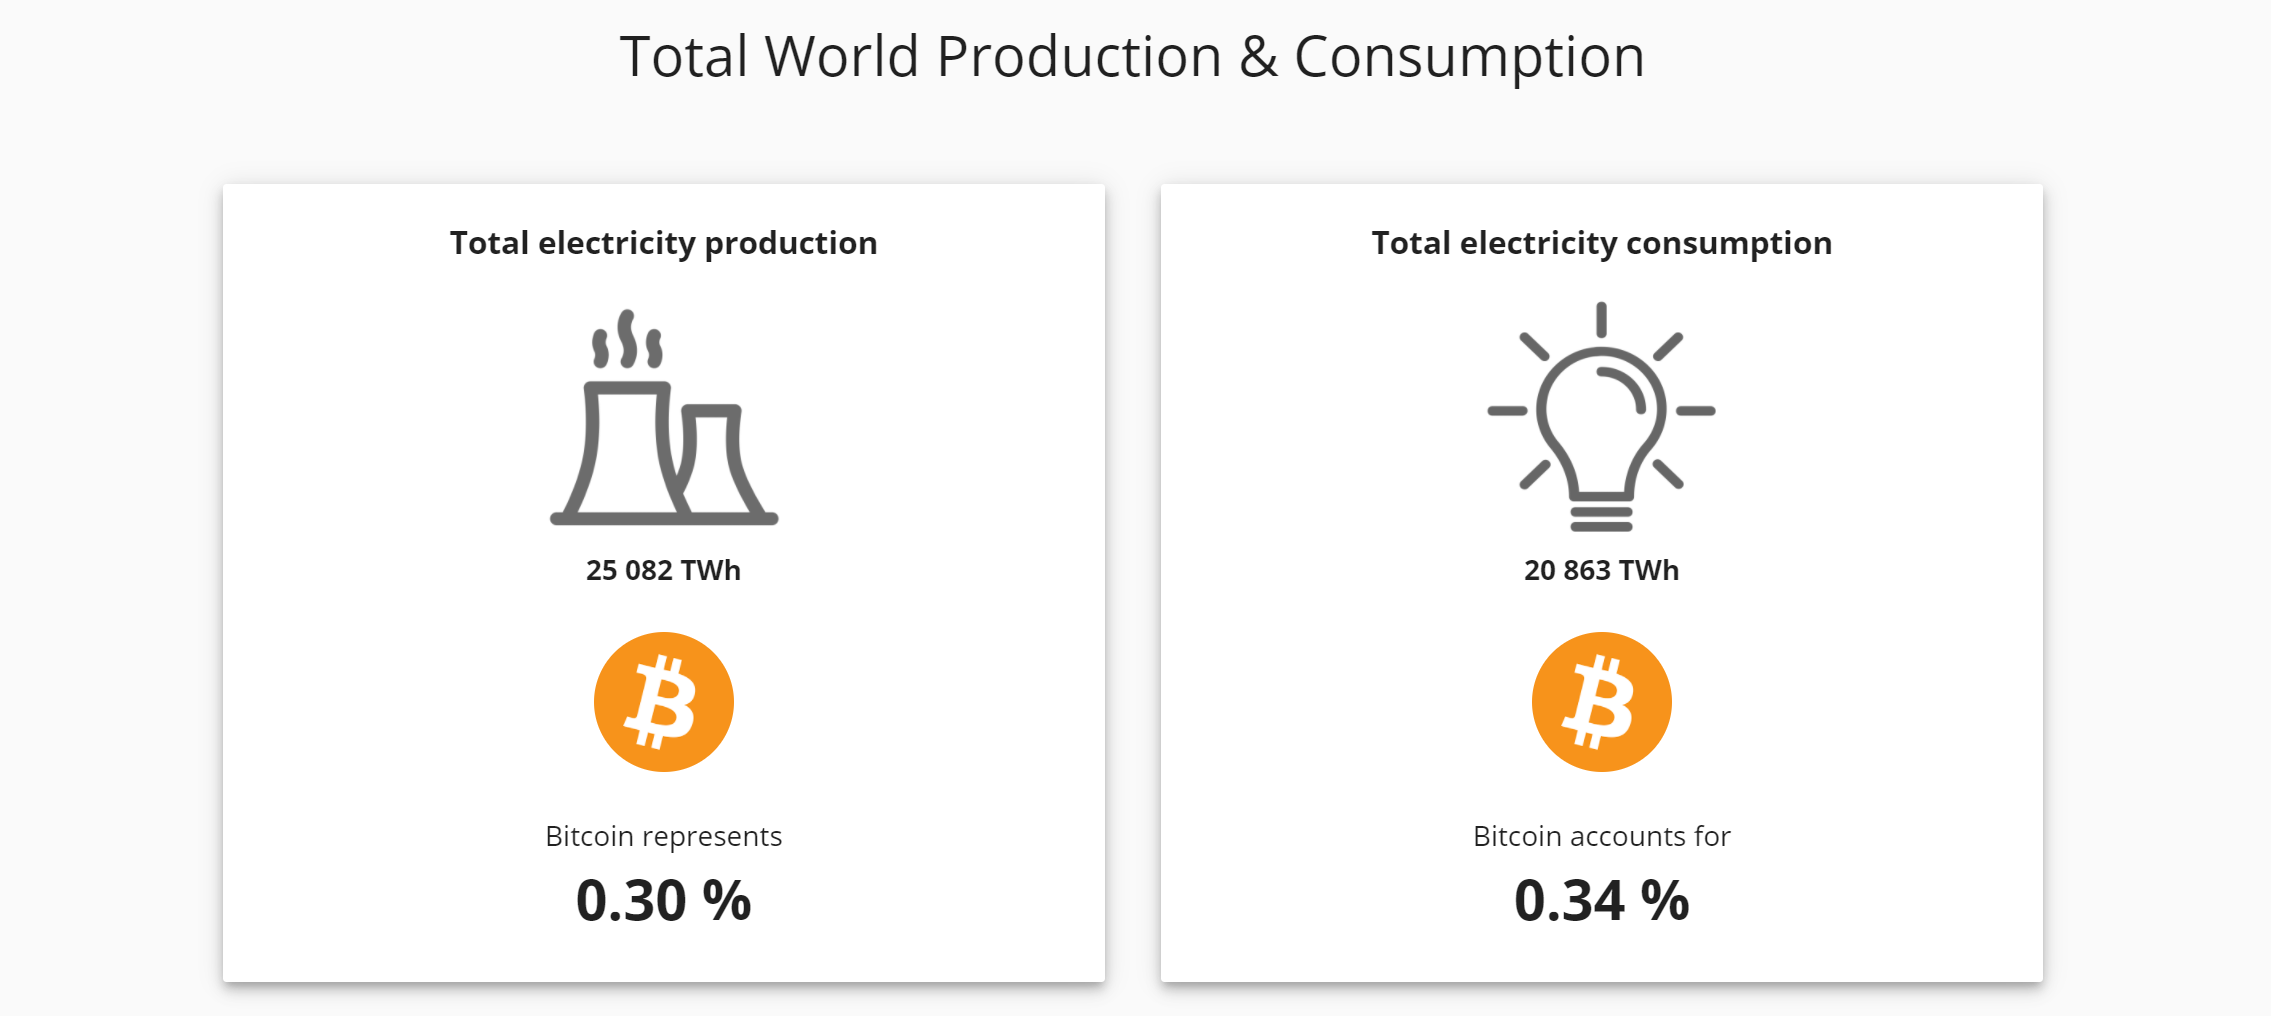 Total World Production & Consumption
Total electricity production
25 082 TWh
Bitcoin represents
0.30 %
Total electricity consumption
20 863 TWh
Bitcoin accounts for
0.34 %